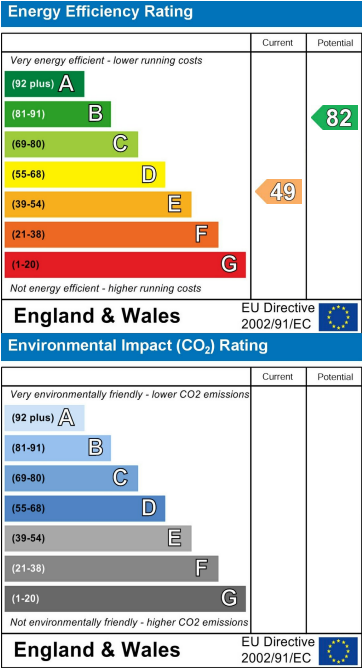 Energy Efficiency Rating
Current Potential
Very energy efficient - lower running costs
(92 plus) A
(81-91) B
82
(69-80) C
(55-68) D
49
(39-54) E
(21-38) F
(1-20) G
Not energy efficient - higher running costs
England & Wales
EU Directive
2002/91/EC
Environmental Impact (CO₂) Rating
Current Potential
Very environmentally friendly - lower CO2 emissions
(92 plus) A
(81-91) B
(69-80) C
(55-68) D
(39-54) E
(21-38) F
(1-20) G
Not environmentally friendly - higher CO2 emissions
England & Wales
EU Directive
2002/91/EC